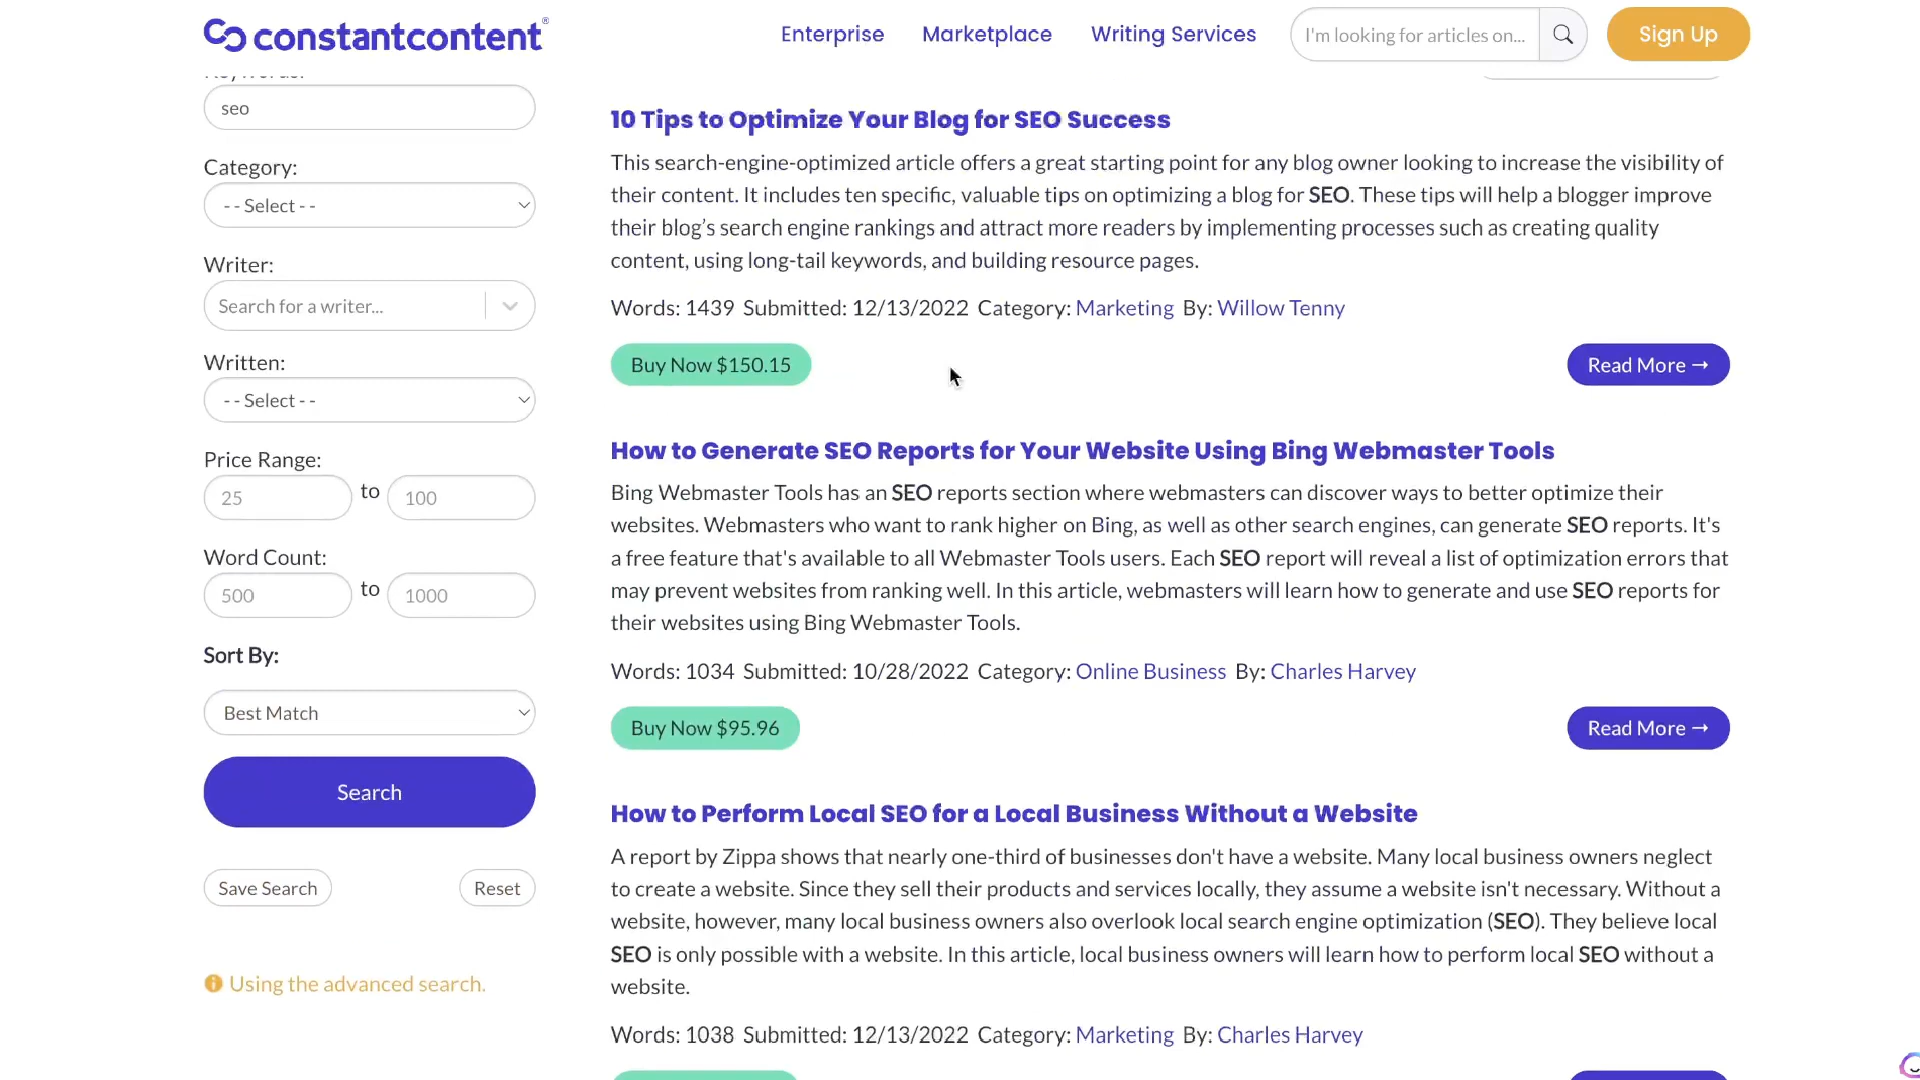 constantcontent®
Enterprise
Marketplace
Writing Services
I'm looking for articles on...
Sign Up
seo
Category:
- - Select - -
Writer:
Search for a writer...
Written:
- - Select - -
Price Range:
25 to 100
Word Count:
500 to 1000
Sort By:
Best Match
Search
Save Search
Reset
Using the advanced search.
10 Tips to Optimize Your Blog for SEO Success
This search-engine-optimized article offers a great starting point for any blog owner looking to increase the visibility of
their content. It includes ten specific, valuable tips on optimizing a blog for SEO. These tips will help a blogger improve
their blog’s search engine rankings and attract more readers by implementing processes such as creating quality
content, using long-tail keywords, and building resource pages.
Words: 1439 Submitted: 12/13/2022 Category: Marketing By: Willow Tenny
Buy Now $150.15
Read More →
How to Generate SEO Reports for Your Website Using Bing Webmaster Tools
Bing Webmaster Tools has an SEO reports section where webmasters can discover ways to better optimize their
websites. Webmasters who want to rank higher on Bing, as well as other search engines, can generate SEO reports. It's
a free feature that's available to all Webmaster Tools users. Each SEO report will reveal a list of optimization errors that
may prevent websites from ranking well. In this article, webmasters will learn how to generate and use SEO reports for
their websites using Bing Webmaster Tools.
Words: 1034 Submitted: 10/28/2022 Category: Online Business By: Charles Harvey
Buy Now $95.96
Read More →
How to Perform Local SEO for a Local Business Without a Website
A report by Zippa shows that nearly one-third of businesses don't have a website. Many local business owners neglect
to create a website. Since they sell their products and services locally, they assume a website isn't necessary. Without a
website, however, many local business owners also overlook local search engine optimization (SEO). They believe local
SEO is only possible with a website. In this article, local business owners will learn how to perform local SEO without a
website.
Words: 1038 Submitted: 12/13/2022 Category: Marketing By: Charles Harvey